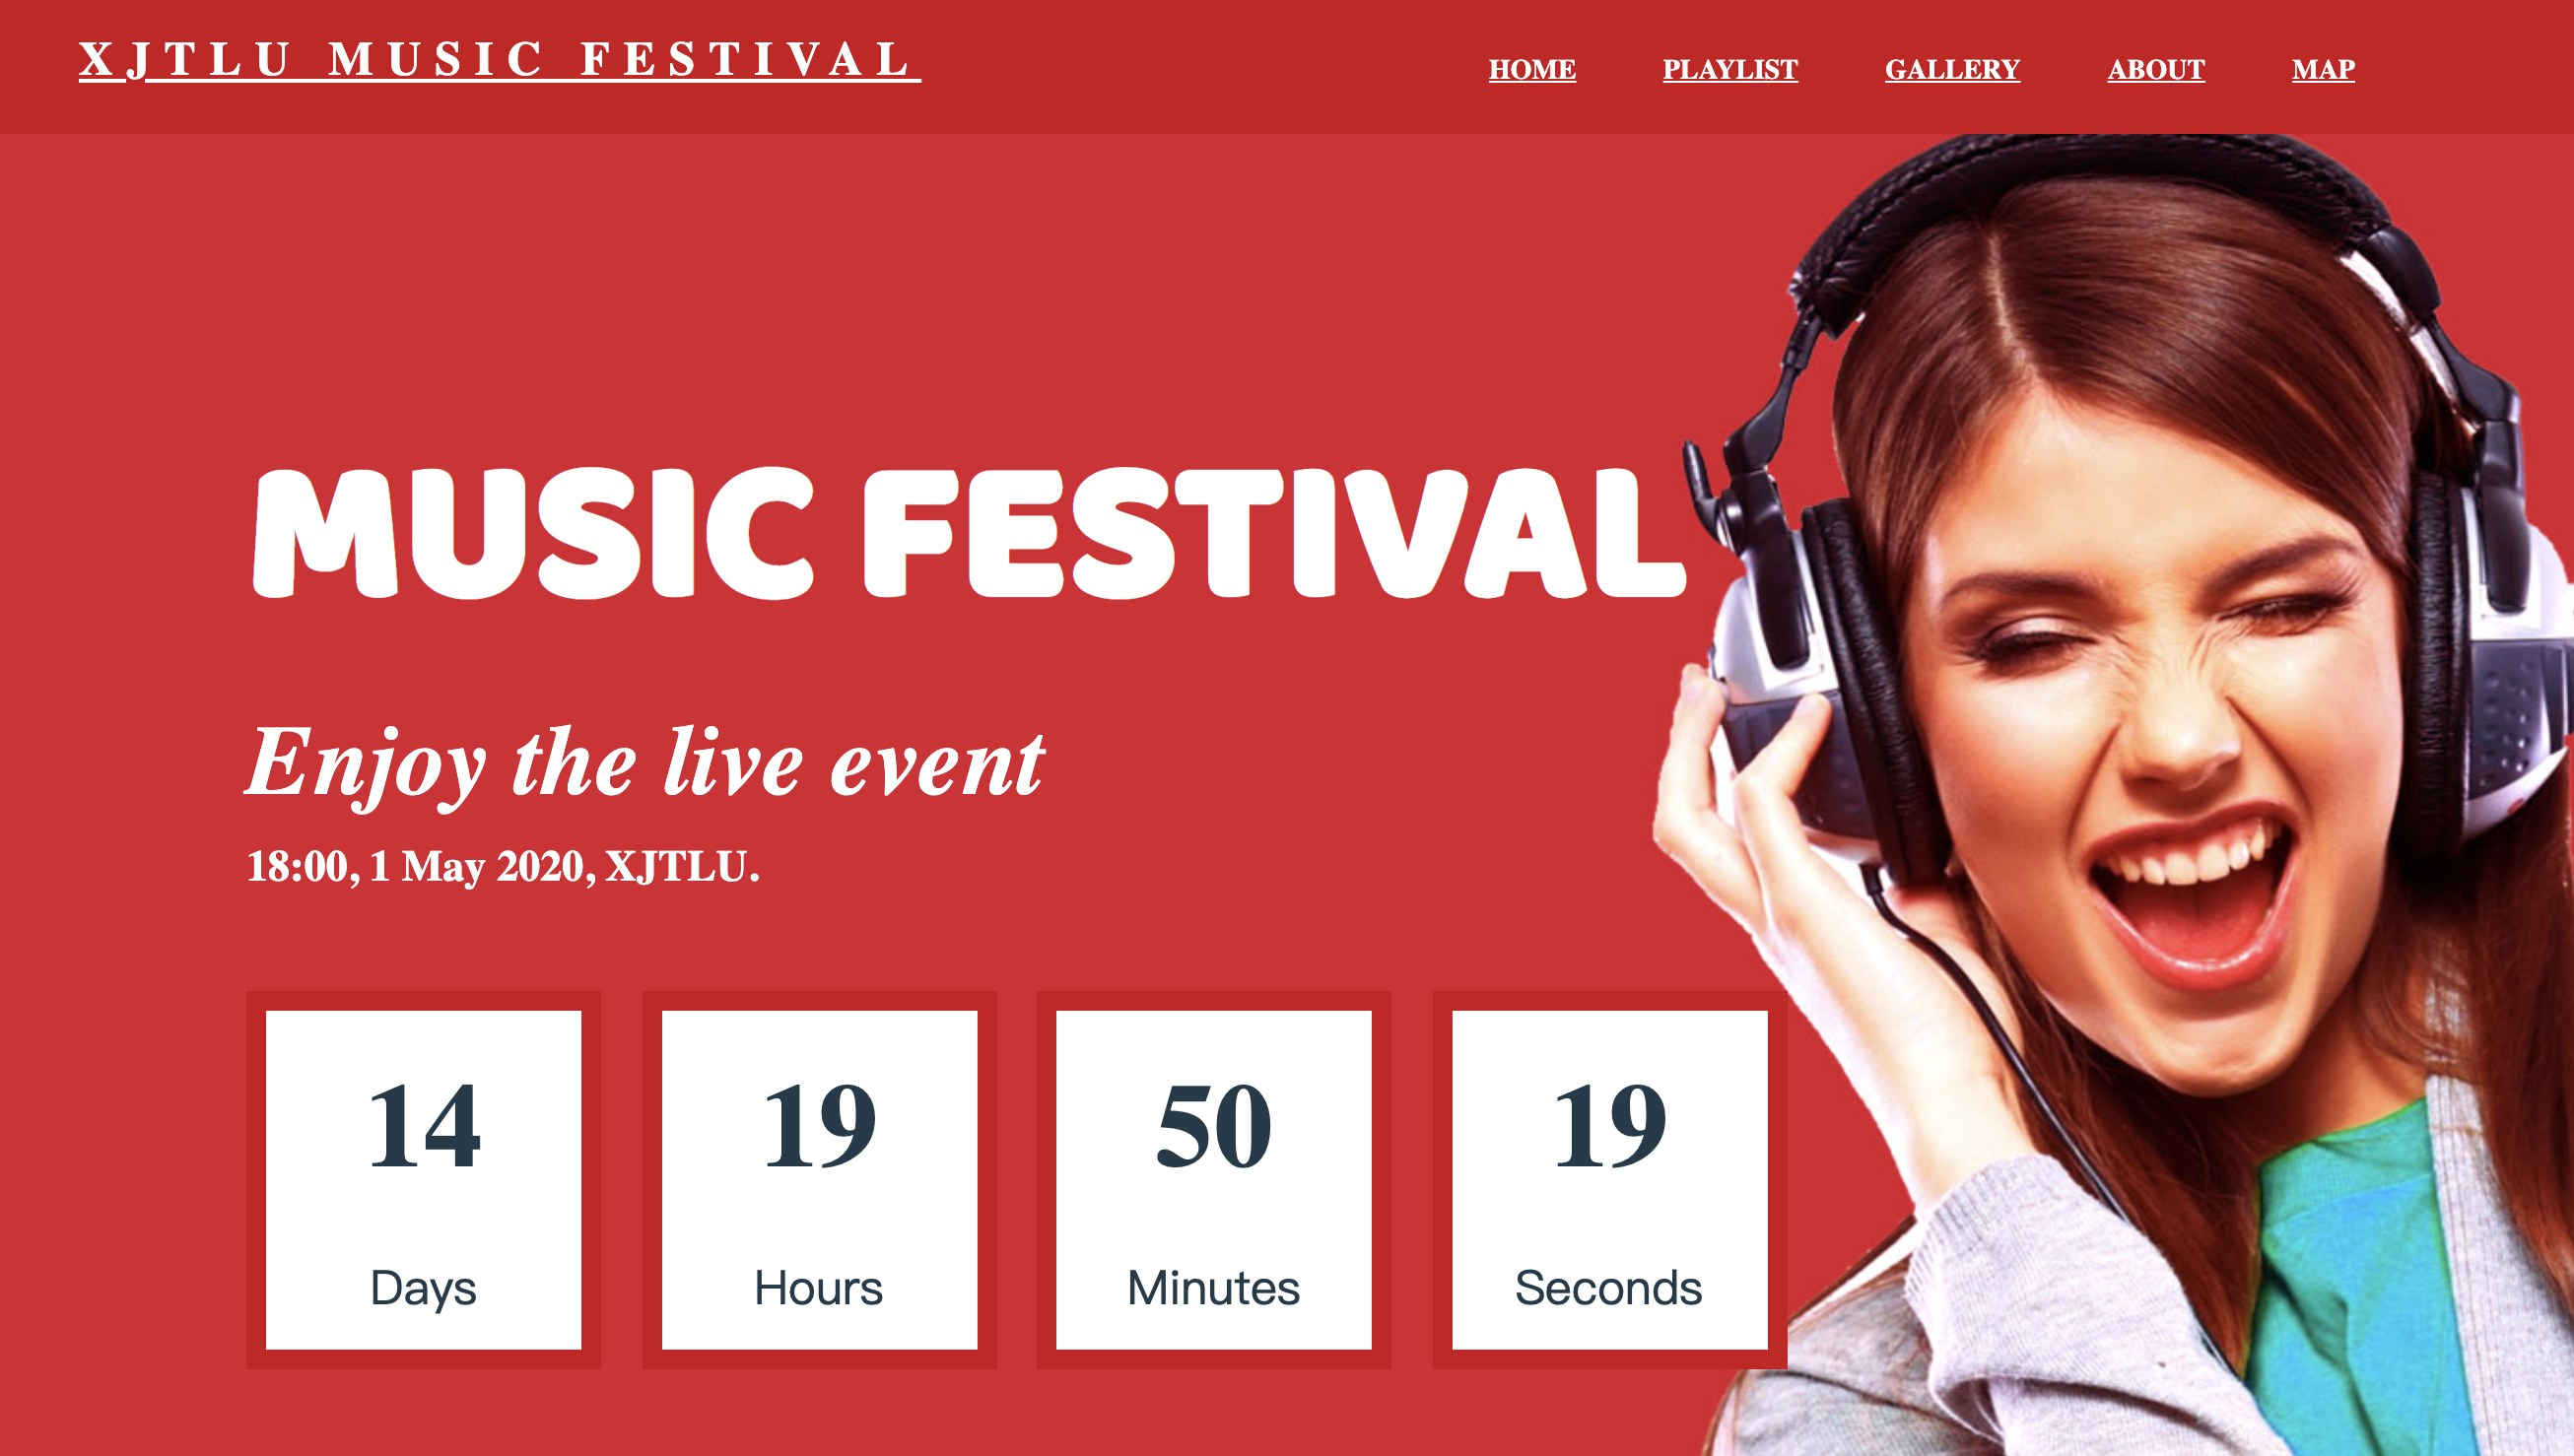 XJTLU MUSIC FESTIVAL
HOME PLAYLIST GALLERY ABOUT MAP
MUSIC FESTIVAL
Enjoy the live event
18:00, 1 May 2020, XJTLU.
14 19 50 19
Days Hours Minutes Seconds